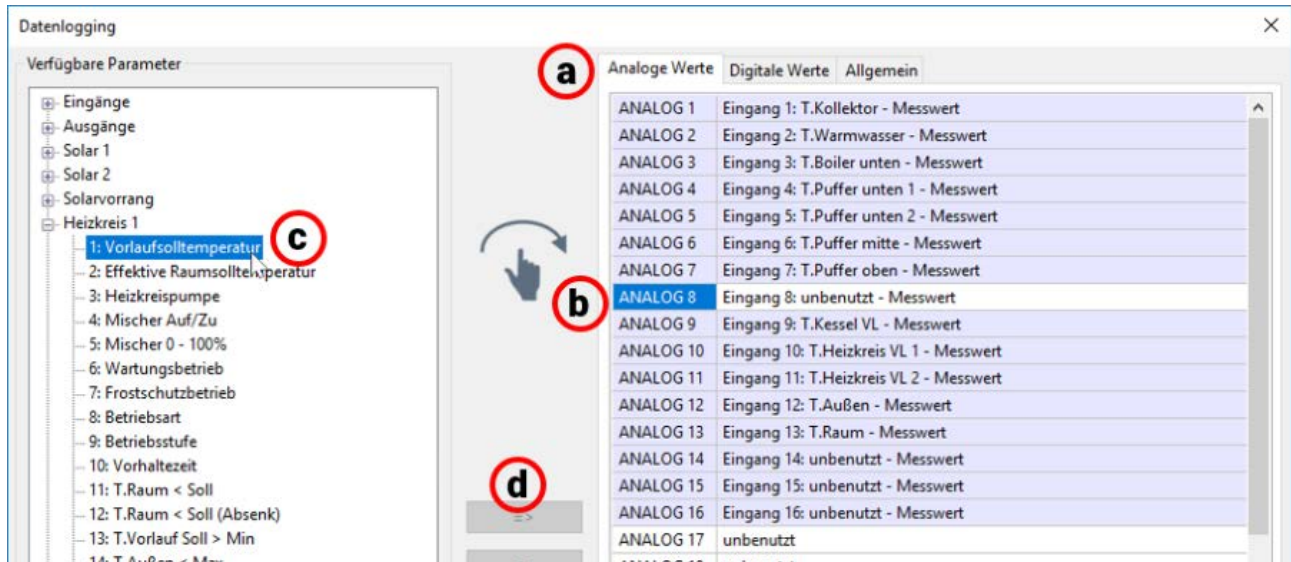 Datenlogging
Verfügbare Parameter
Eingänge
Ausgänge
Solar 1
Solar 2
Solarvorrang
Heizkreis 1
1: Vorlaufsolltemperatur
2: Effektive Raumsolltemperatur
3: Heizkreispumpe
4: Mischer Auf/Zu
5: Mischer 0 - 100%
6: Wartungsbetrieb
7: Frostschutzbetrieb
8: Betriebsart
9: Betriebsstufe
10: Vorhaltezeit
11: T.Raum < Soll
12: T.Raum < Soll (Absenk)
13: T.Vorlauf Soll > Min
c
b
d
=>
a
Analoge Werte Digitale Werte Allgemein
ANALOG 1 Eingang 1: T.Kollektor - Messwert
ANALOG 2 Eingang 2: T.Warmwasser - Messwert
ANALOG 3 Eingang 3: T.Boiler unten - Messwert
ANALOG 4 Eingang 4: T.Puffer unten 1 - Messwert
ANALOG 5 Eingang 5: T.Puffer unten 2 - Messwert
ANALOG 6 Eingang 6: T.Puffer mitte - Messwert
ANALOG 7 Eingang 7: T.Puffer oben - Messwert
ANALOG 8 Eingang 8: unbenutzt - Messwert
ANALOG 9 Eingang 9: T.Kessel VL - Messwert
ANALOG 10 Eingang 10: T.Heizkreis VL 1 - Messwert
ANALOG 11 Eingang 11: T.Heizkreis VL 2 - Messwert
ANALOG 12 Eingang 12: T.Außen - Messwert
ANALOG 13 Eingang 13: T.Raum - Messwert
ANALOG 14 Eingang 14: unbenutzt - Messwert
ANALOG 15 Eingang 15: unbenutzt - Messwert
ANALOG 16 Eingang 16: unbenutzt - Messwert
ANALOG 17 unbenutzt